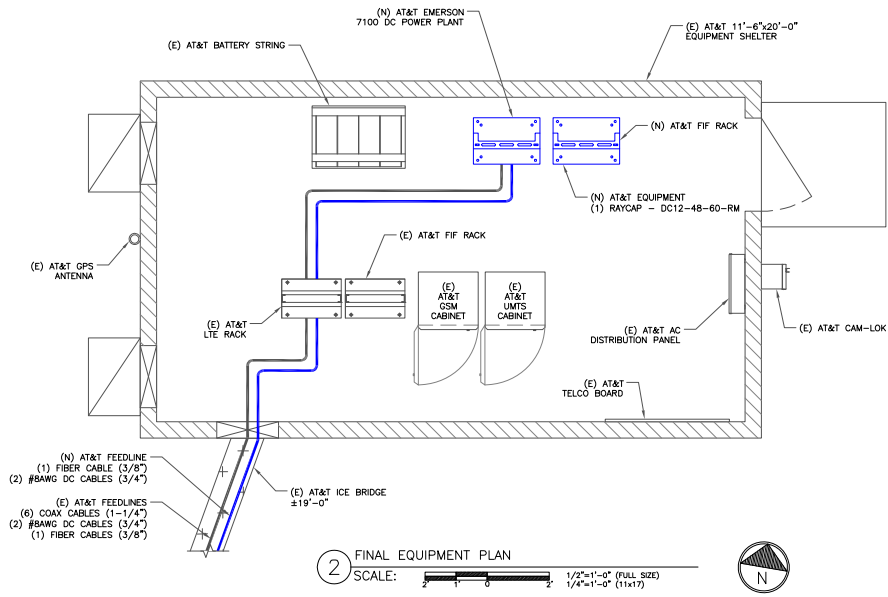 (N) AT&T EMERSON
7100 DC POWER PLANT
(E) AT&T 11'-6"x20'-0"
EQUIPMENT SHELTER
(E) AT&T BATTERY STRING
(N) AT&T FIF RACK
(N) AT&T EQUIPMENT
(1) RAYCAP - DC12-48-60-RM
(E) AT&T FIF RACK
(E) AT&T GPS
ANTENNA
(E)
AT&T
GSM
CABINET
(E)
AT&T
UMTS
CABINET
(E) AT&T
LTE RACK
(E) AT&T AC
DISTRIBUTION PANEL
(E) AT&T CAM-LOK
(E) AT&T
TELCO BOARD
(N) AT&T FEEDLINE
(1) FIBER CABLE (3/8")
(2) #8AWG DC CABLES (3/4")
(E) AT&T ICE BRIDGE
±19'-0"
(E) AT&T FEEDLINES
(6) COAX CABLES (1-1/4")
(2) #8AWG DC CABLES (3/4")
(1) FIBER CABLES (3/8")
2
FINAL EQUIPMENT PLAN
SCALE:
2' 1' 0 2'
1/2"=1'-0" (FULL SIZE)
1/4"=1'-0" (11x17)
N